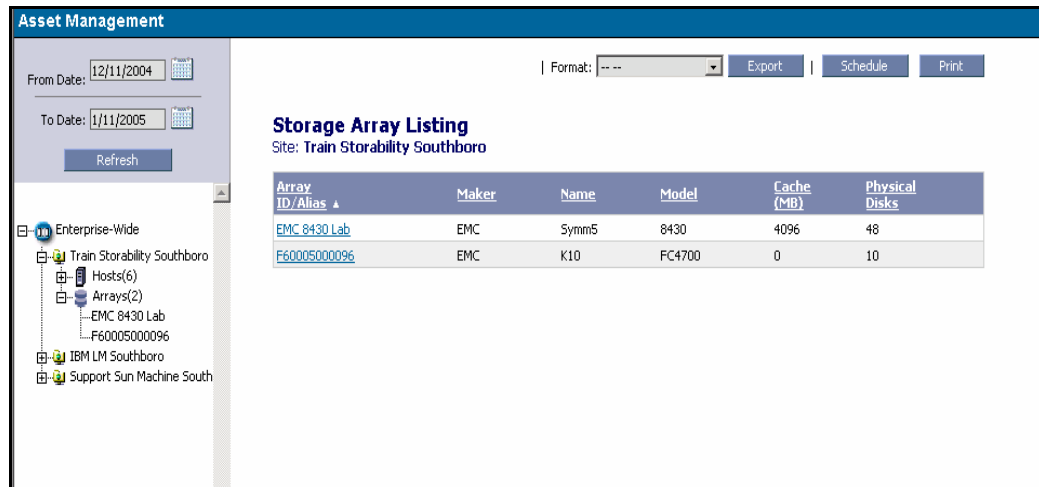 Asset Management
From Date: 12/11/2004
To Date: 1/11/2005
Refresh
| Format: -- -- Export | Schedule Print
Enterprise-Wide
Train Storability Southboro
Hosts(6)
Arrays(2)
EMC 8430 Lab
F60005000096
IBM LM Southboro
Support Sun Machine South
Storage Array Listing
Site: Train Storability Southboro
Array ID/Alias ▲ Maker Name Model Cache (MB) Physical Disks
EMC 8430 Lab EMC Symm5 8430 4096 48
F60005000096 EMC K10 FC4700 0 10